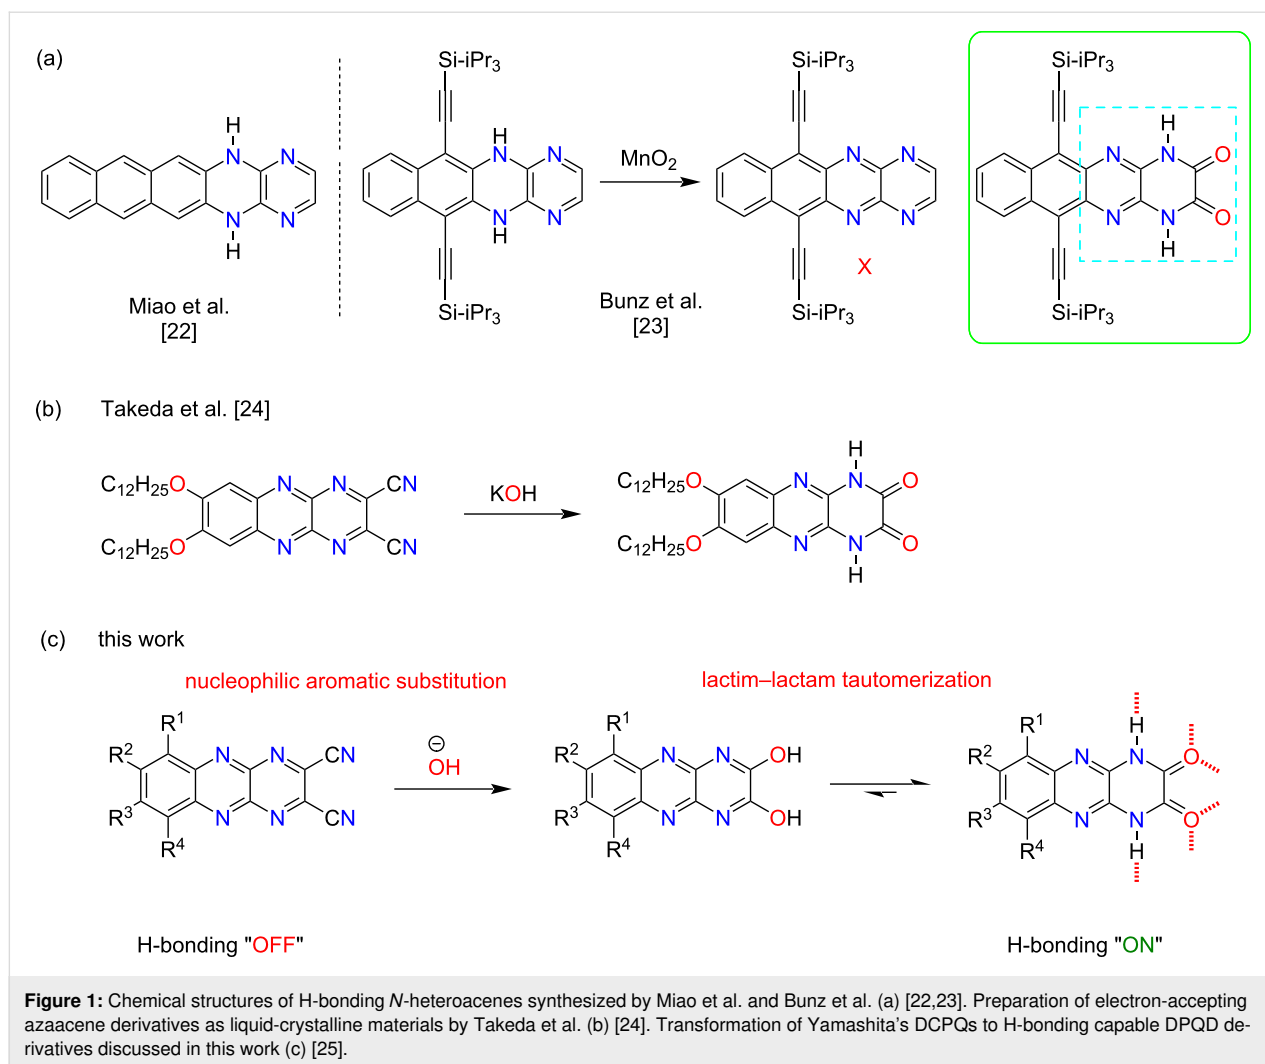 (a)
Si-iPr3 Si-iPr3 Si-iPr3
H H H
N N N N N N N N O
MnO2
N N N N N N N N O
H H H
X
Miao et al. Bunz et al.
[22] [23]
Si-iPr3 Si-iPr3 Si-iPr3
(b) Takeda et al. [24]
H
C12H25O N N CN C12H25O N N O
KOH
C12H25O N N CN C12H25O N N O
H
(c) this work
nucleophilic aromatic substitution lactim–lactam tautomerization
R1 R1 R1 H
R2 N N CN ⊖ R2 N N OH R2 N N O
OH
R3 N N CN R3 N N OH R3 N N O
R4 R4 R4 H
H-bonding "OFF" H-bonding "ON"
Figure 1: Chemical structures of H-bonding N-heteroacenes synthesized by Miao et al. and Bunz et al. (a) [22,23]. Preparation of electron-accepting
azaacene derivatives as liquid-crystalline materials by Takeda et al. (b) [24]. Transformation of Yamashita’s DCPQs to H-bonding capable DPQD de-
rivatives discussed in this work (c) [25].